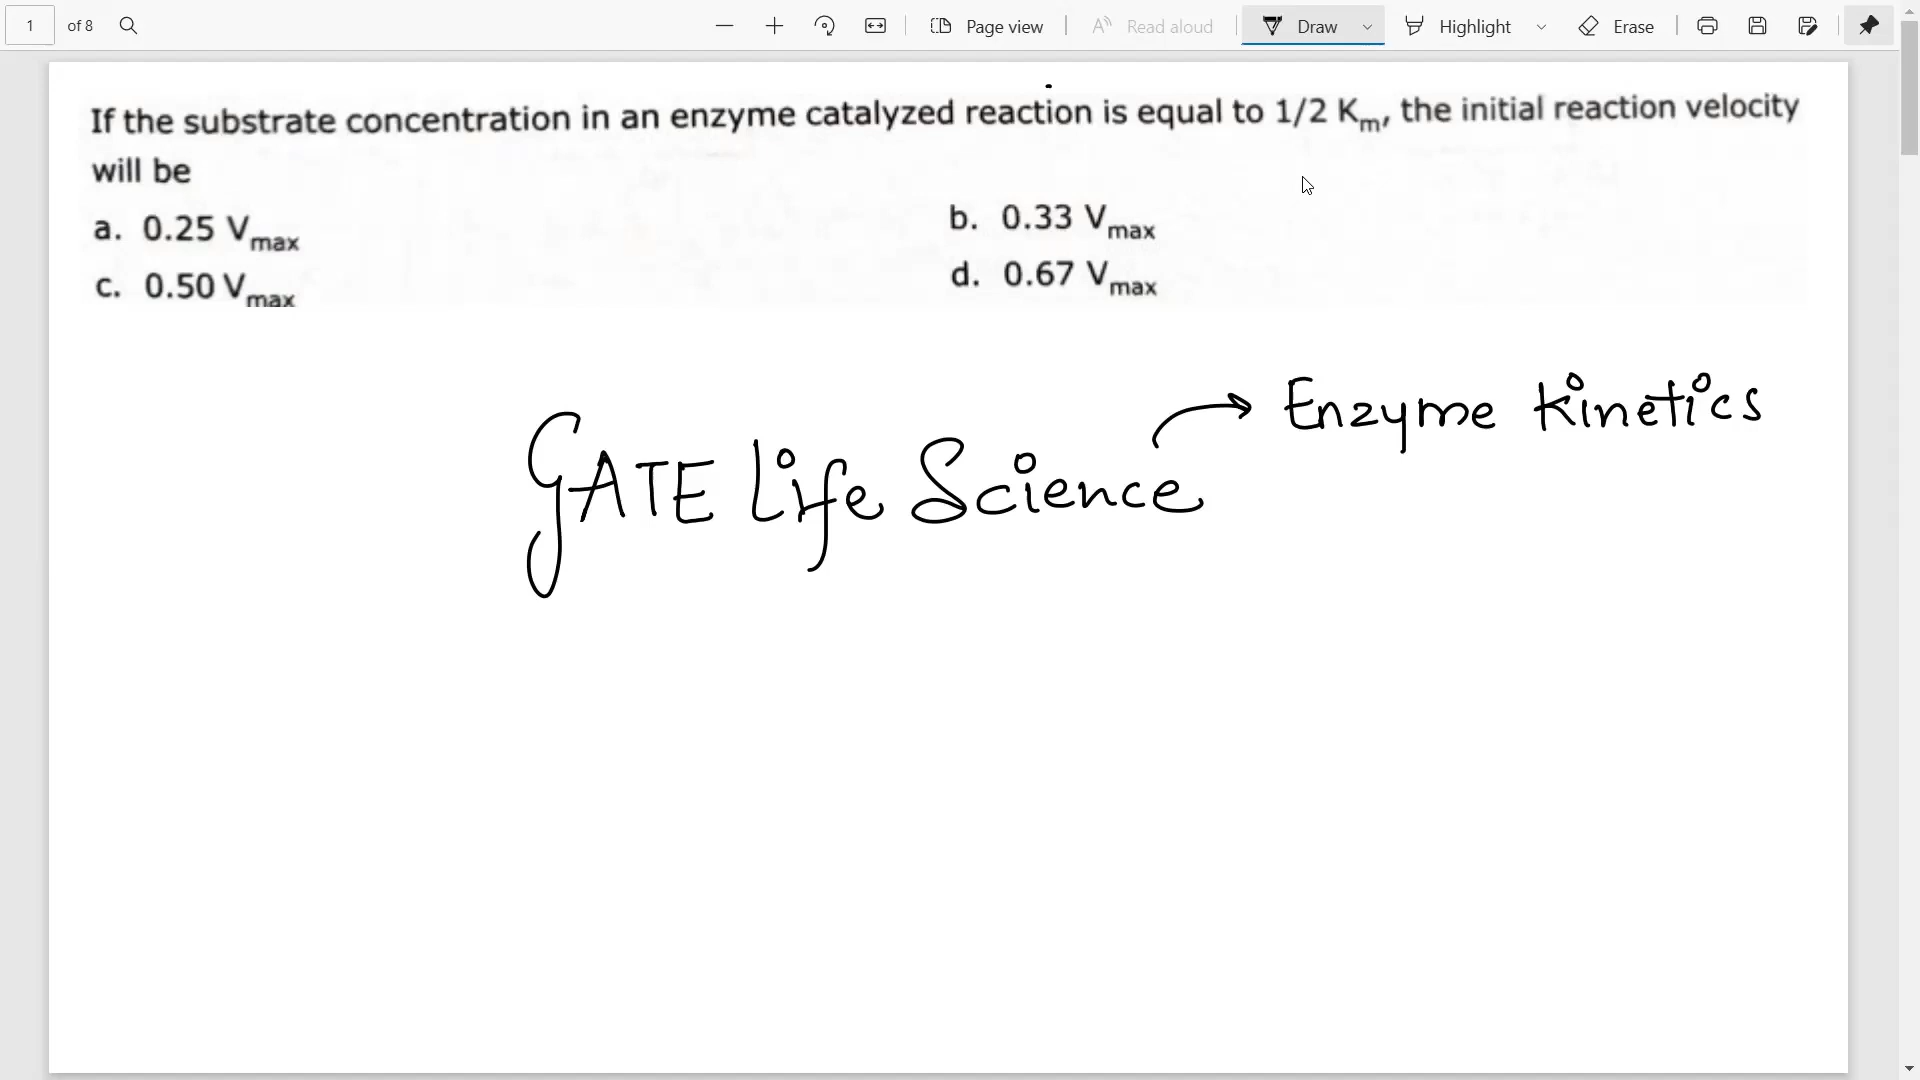 1 of 8 Page view Read aloud Draw Highlight Erase
If the substrate concentration in an enzyme catalyzed reaction is equal to 1/2 Km, the initial reaction velocity
will be
a. 0.25 Vmax b. 0.33 Vmax
c. 0.50 Vmax d. 0.67 Vmax
Enzyme Kinetics
GATE Life Science